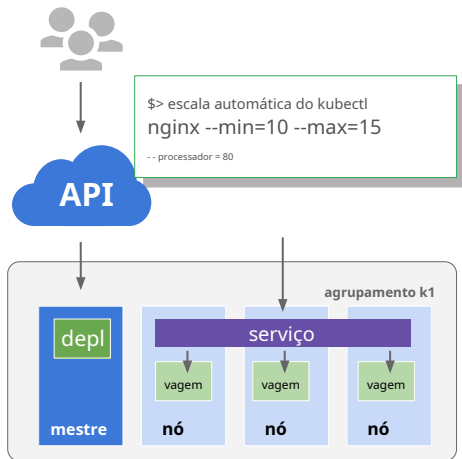 $> escala automática do kubectl
nginx --min=10 --max=15
- - processador = 80
API
agrupamento k1
depl
serviço
vagem
vagem
vagem
mestre
nó
nó
nó